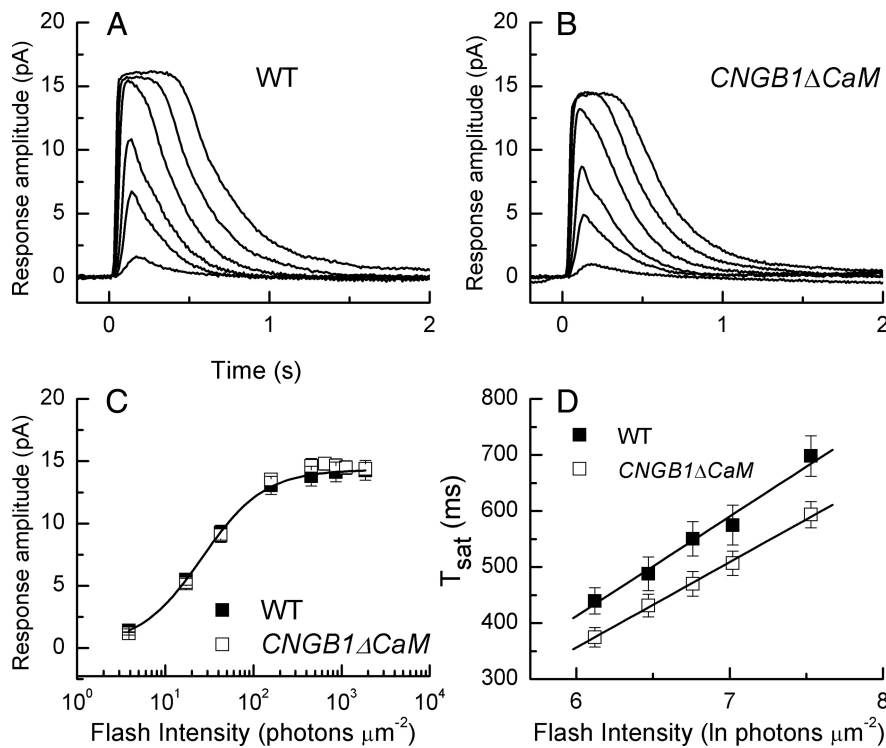 A
WT
Response amplitude (pA)
20
15
10
5
0
0
1
2
Time (s)
B
CNGB1ΔCaM
Response amplitude (pA)
20
15
10
5
0
0
1
2
C
WT
CNGB1ΔCaM
Response amplitude (pA)
20
15
10
5
0
10⁰
10¹
10²
10³
10⁴
Flash Intensity (photons μm⁻²)
D
WT
CNGB1ΔCaM
Tsat (ms)
800
700
600
500
400
300
6
7
8
Flash Intensity (ln photons μm⁻²)